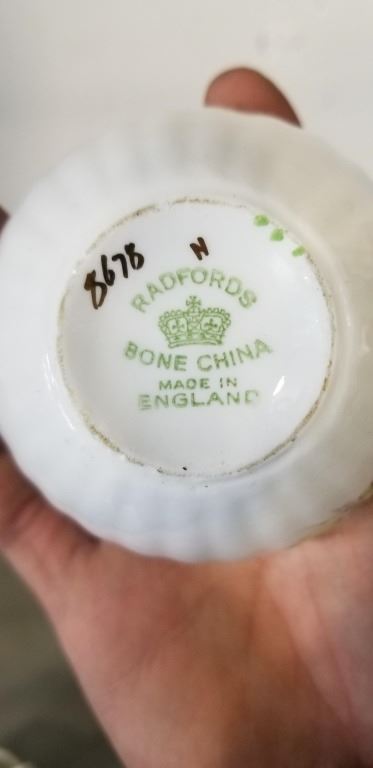 8678 N
RADFORDS
BONE CHINA
MADE IN
ENGLAND